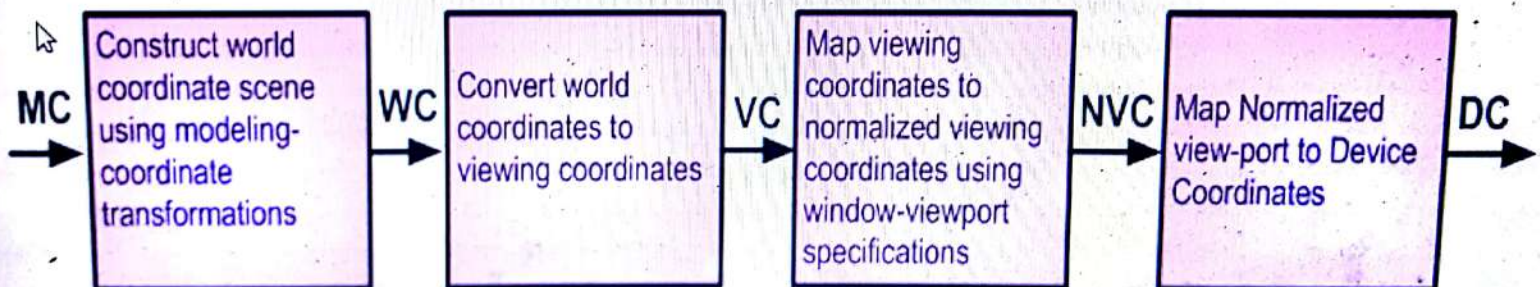 MC
Construct world
coordinate scene
using modeling-
coordinate
transformations
WC
Convert world
coordinates to
viewing coordinates
VC
Map viewing
coordinates to
normalized viewing
coordinates using
window-viewport
specifications
NVC
Map Normalized
view-port to Device
Coordinates
DC